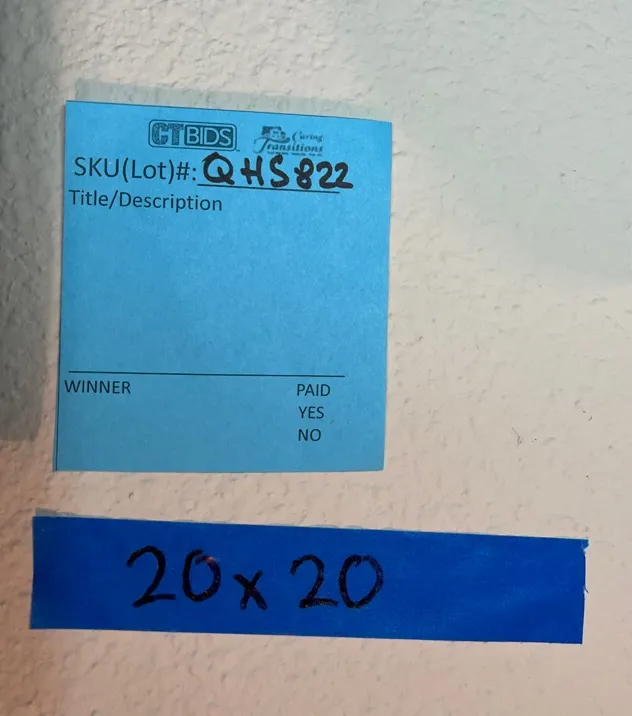 CTBIDS
Caring Transitions
SKU(Lot)#: QHS822
Title/Description
WINNER PAID
YES
NO
20x20